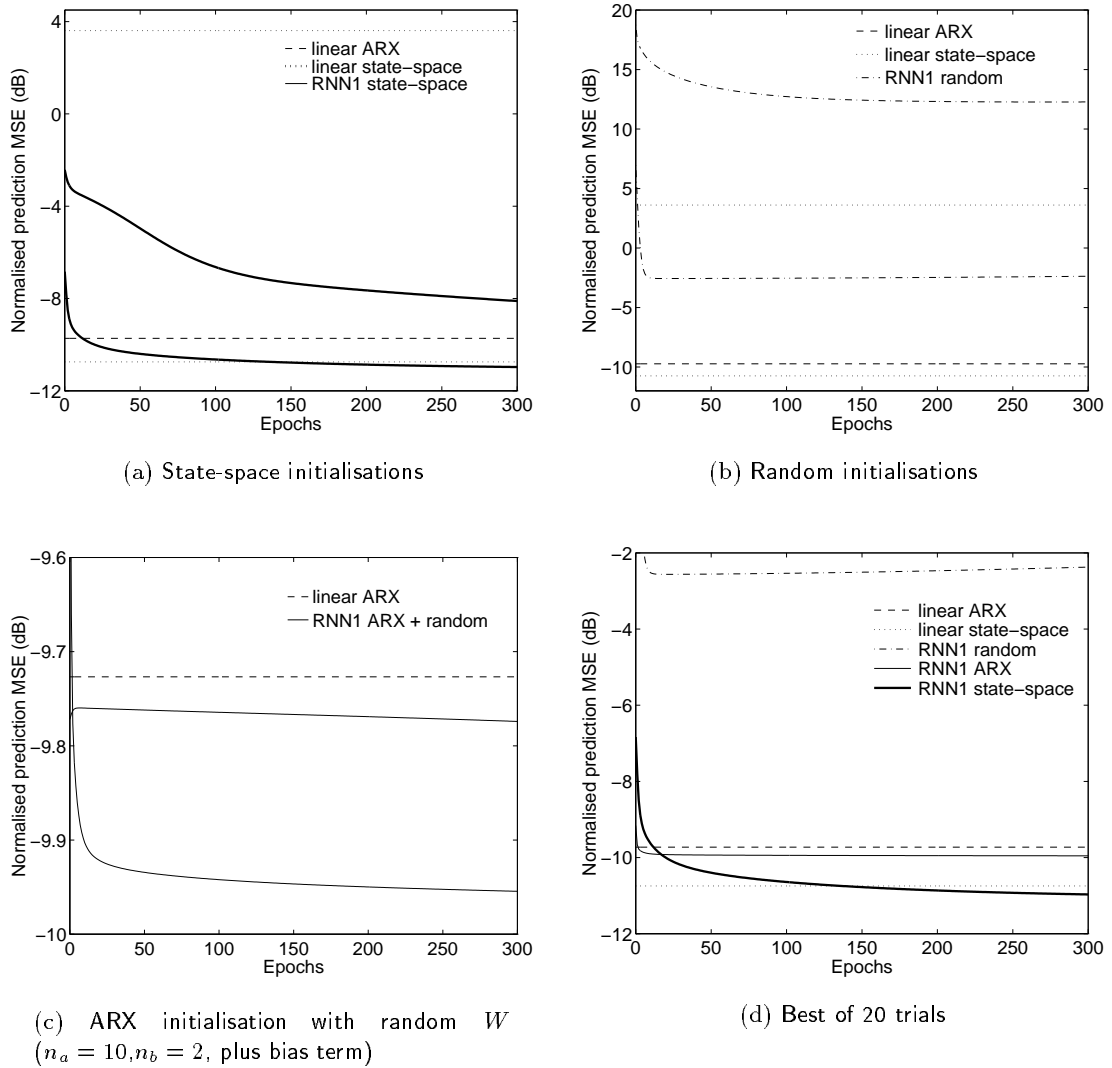 4
0
−4
−8
−12
0
50
100
150
200
250
300
Epochs
Normalised prediction MSE (dB)
linear ARX
linear state−space
RNN1 state−space
(a) State-space initialisations
20
15
10
5
0
−5
−10
0
50
100
150
200
250
300
Epochs
Normalised prediction MSE (dB)
linear ARX
linear state−space
RNN1 random
(b) Random initialisations
−9.6
−9.7
−9.8
−9.9
−10
0
50
100
150
200
250
300
Epochs
Normalised prediction MSE (dB)
linear ARX
RNN1 ARX + random
(c) ARX initialisation with random W
(n_a = 10,n_b = 2, plus bias term)
−2
−4
−6
−8
−10
−12
0
50
100
150
200
250
300
Epochs
Normalised prediction MSE (dB)
linear ARX
linear state−space
RNN1 random
RNN1 ARX
RNN1 state−space
(d) Best of 20 trials